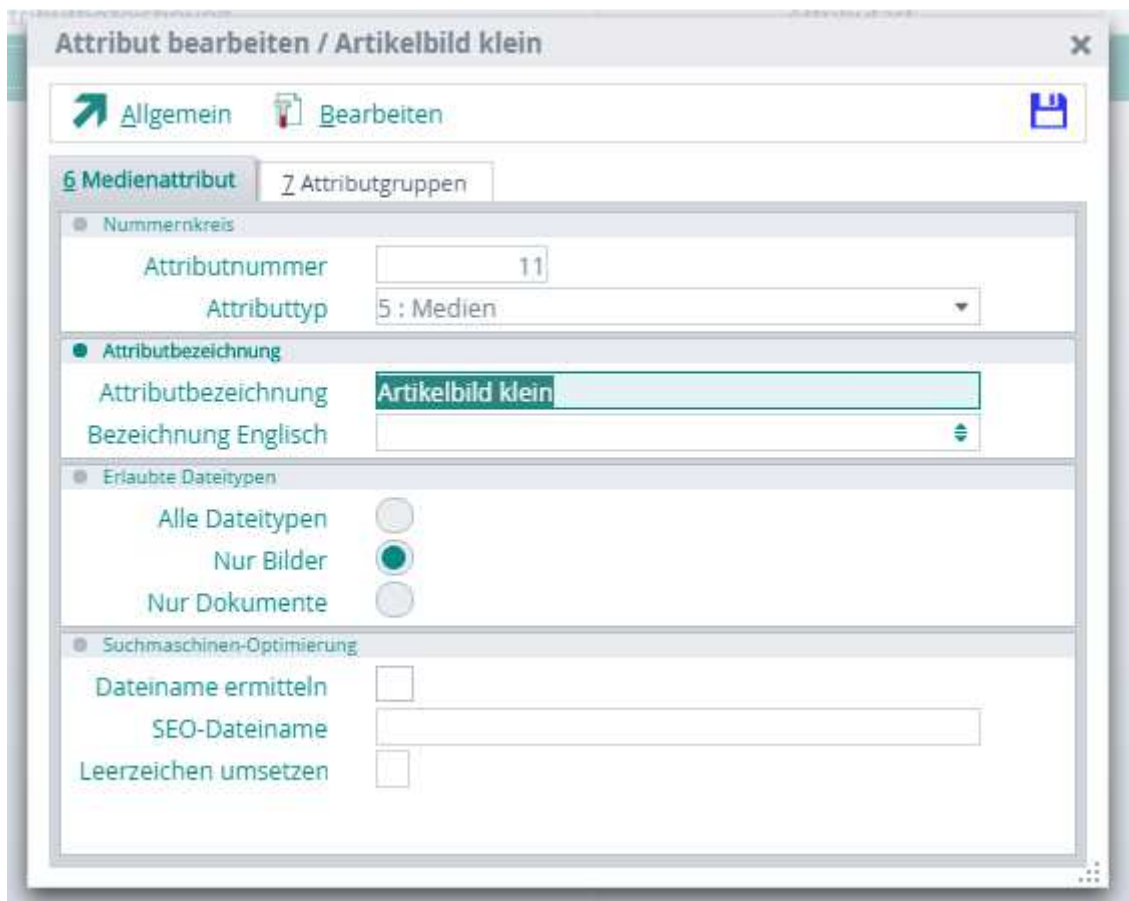 Attribut bearbeiten / Artikelbild klein
Allgemein Bearbeiten
6 Medienattribut 7 Attributgruppen
Nummernkreis
Attributnummer 11
Attributtyp 5 : Medien
Attributbezeichnung
Attributbezeichnung Artikelbild klein
Bezeichnung Englisch
Erlaubte Dateitypen
Alle Dateitypen
Nur Bilder
Nur Dokumente
Suchmaschinen-Optimierung
Dateiname ermitteln
SEO-Dateiname
Leerzeichen umsetzen